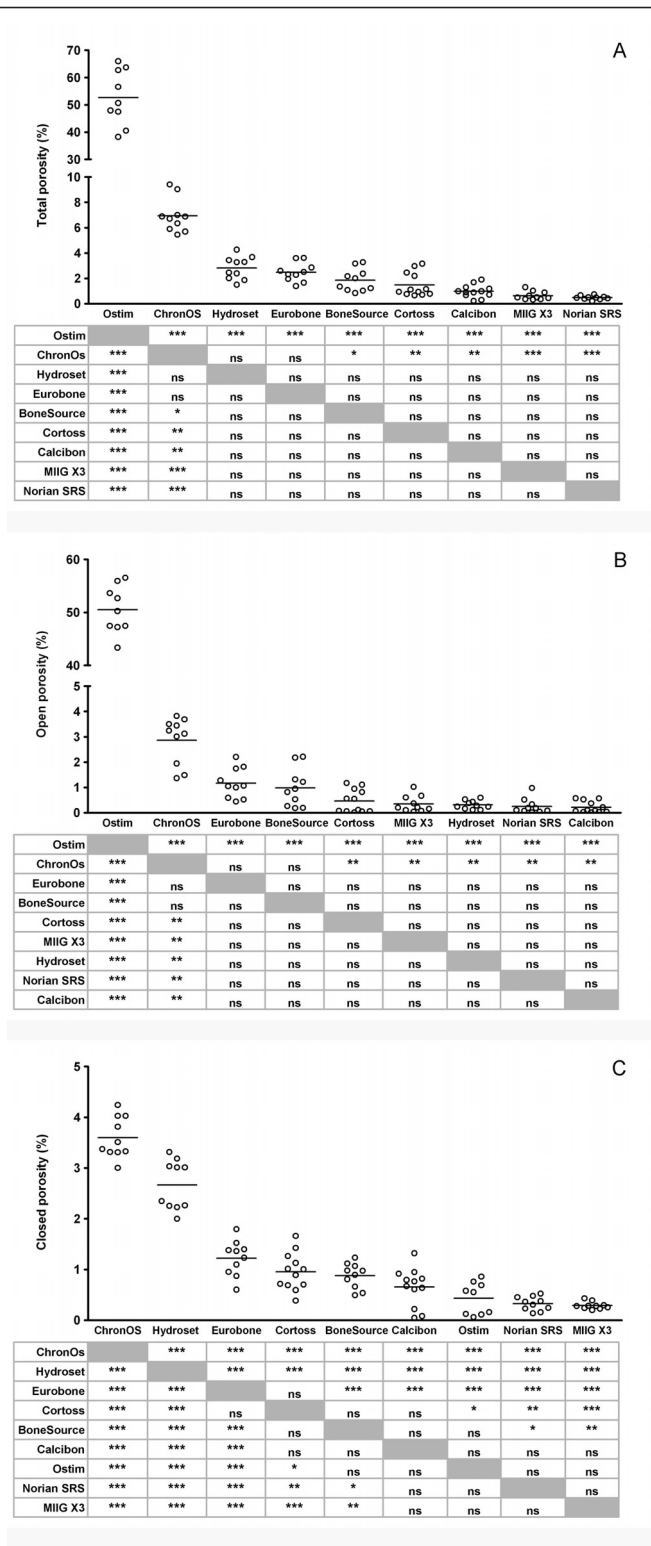 A
Total porosity (%)
70
60
50
40
30
10
8
6
4
2
0
Ostim ChronOS Hydroset Eurobone BoneSource Cortoss Calcibon MIIG X3 Norian SRS
Ostim *** *** *** *** *** *** *** ***
ChronOs *** ns ns * ** ** *** ***
Hydroset *** ns ns ns ns ns ns ns
Eurobone *** ns ns ns ns ns ns ns
BoneSource *** * ns ns ns ns ns ns
Cortoss *** ** ns ns ns ns ns ns
Calcibon *** ** ns ns ns ns ns ns
MIIG X3 *** *** ns ns ns ns ns ns
Norian SRS *** *** ns ns ns ns ns ns
B
Open porosity (%)
60
50
40
5
4
3
2
1
0
Ostim ChronOS Eurobone BoneSource Cortoss MIIG X3 Hydroset Norian SRS Calcibon
Ostim *** *** *** *** *** *** *** ***
ChronOs *** ns ns ** ** ** ** **
Eurobone *** ns ns ns ns ns ns ns
BoneSource *** ns ns ns ns ns ns ns
Cortoss *** ** ns ns ns ns ns ns
MIIG X3 *** ** ns ns ns ns ns ns
Hydroset *** ** ns ns ns ns ns ns
Norian SRS *** ** ns ns ns ns ns ns
Calcibon *** ** ns ns ns ns ns ns
C
Closed porosity (%)
5
4
3
2
1
0
ChronOS Hydroset Eurobone Cortoss BoneSource Calcibon Ostim Norian SRS MIIG X3
ChronOs *** *** *** *** *** *** *** ***
Hydroset *** *** *** *** *** *** *** ***
Eurobone *** *** ns *** *** *** *** ***
Cortoss *** *** ns ns ns * ** ***
BoneSource *** *** *** ns ns ns * **
Calcibon *** *** *** ns ns ns ns ns
Ostim *** *** *** * ns ns ns ns
Norian SRS *** *** *** ** * ns ns ns
MIIG X3 *** *** *** *** ** ns ns ns